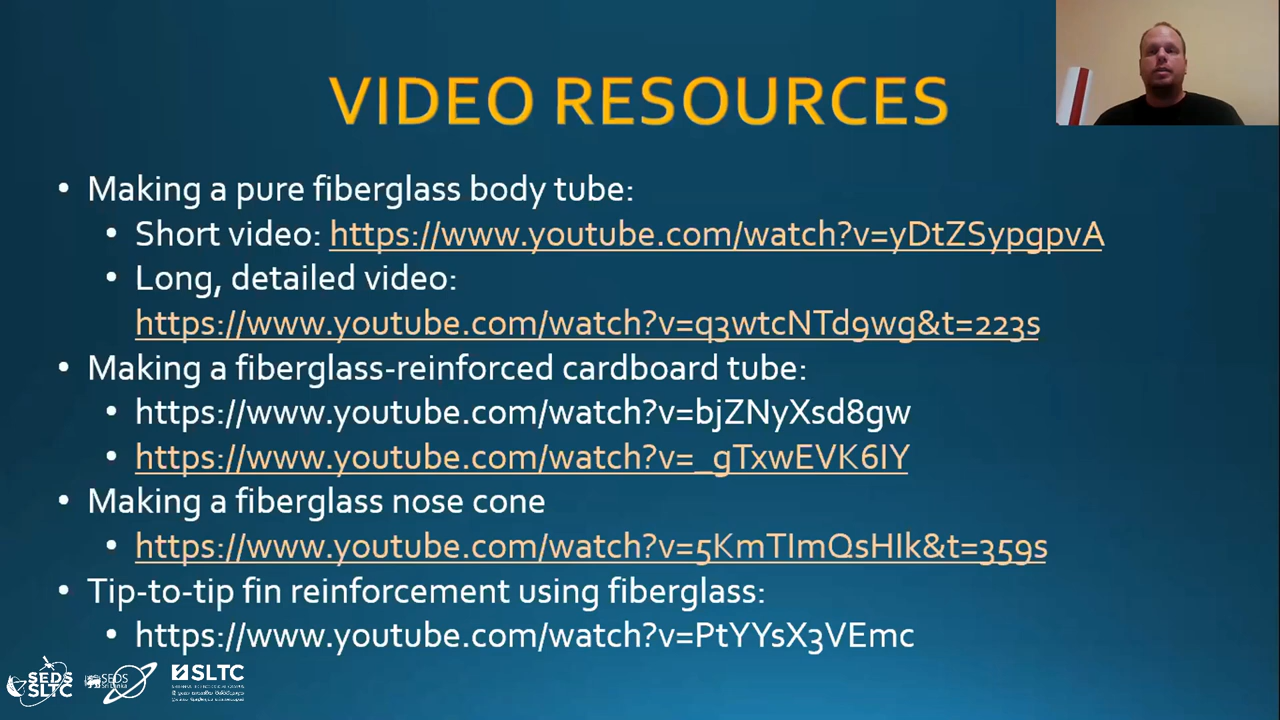 VIDEO RESOURCES
• Making a pure fiberglass body tube:
• Short video: https://www.youtube.com/watch?v=yDtZSypgpvA
• Long, detailed video:
https://www.youtube.com/watch?v=q3wtcNTd9wg&t=223s
• Making a fiberglass-reinforced cardboard tube:
• https://www.youtube.com/watch?v=bjZNyXsd8gw
• https://www.youtube.com/watch?v=_gTxwEVK6IY
• Making a fiberglass nose cone
• https://www.youtube.com/watch?v=5KmTImQsHIk&t=359s
• Tip-to-tip fin reinforcement using fiberglass:
• https://www.youtube.com/watch?v=PtYYsX3VEmc
SEDS
SLTC
SEDS
Sri Lanka
SLTC